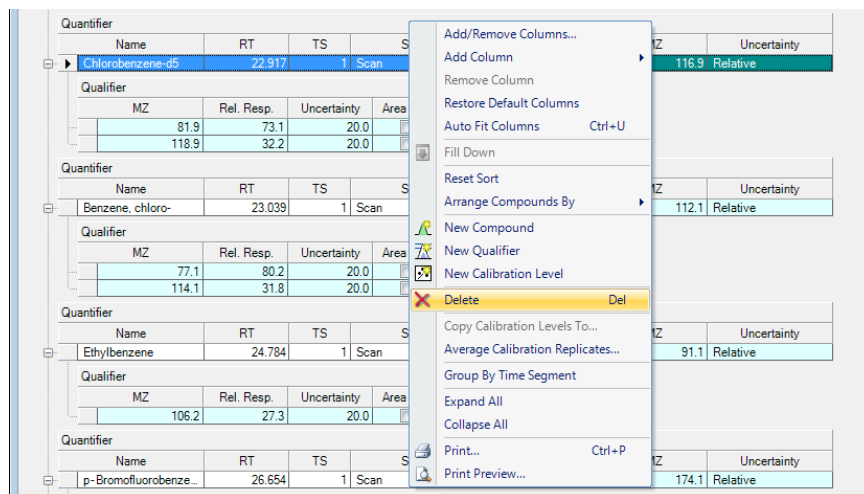 Quantifier
Name RT TS S MZ Uncertainty
Chlorobenzene-d5 22.917 1 Scan 116.9 Relative
Qualifier
MZ Rel. Resp. Uncertainty Area
81.9 73.1 20.0
118.9 32.2 20.0
Quantifier
Name RT TS S MZ Uncertainty
Benzene, chloro- 23.039 1 Scan 112.1 Relative
Qualifier
MZ Rel. Resp. Uncertainty Area
77.1 80.2 20.0
114.1 31.8 20.0
Quantifier
Name RT TS S MZ Uncertainty
Ethylbenzene 24.784 1 Scan 91.1 Relative
Qualifier
MZ Rel. Resp. Uncertainty Area
106.2 27.3 20.0
Quantifier
Name RT TS S MZ Uncertainty
p-Bromofluorobenze... 26.654 1 Scan 174.1 Relative
Add/Remove Columns...
Add Column
Remove Column
Restore Default Columns
Auto Fit Columns Ctrl+U
Fill Down
Reset Sort
Arrange Compounds By
New Compound
New Qualifier
New Calibration Level
Delete Del
Copy Calibration Levels To...
Average Calibration Replicates...
Group By Time Segment
Expand All
Collapse All
Print... Ctrl+P
Print Preview...